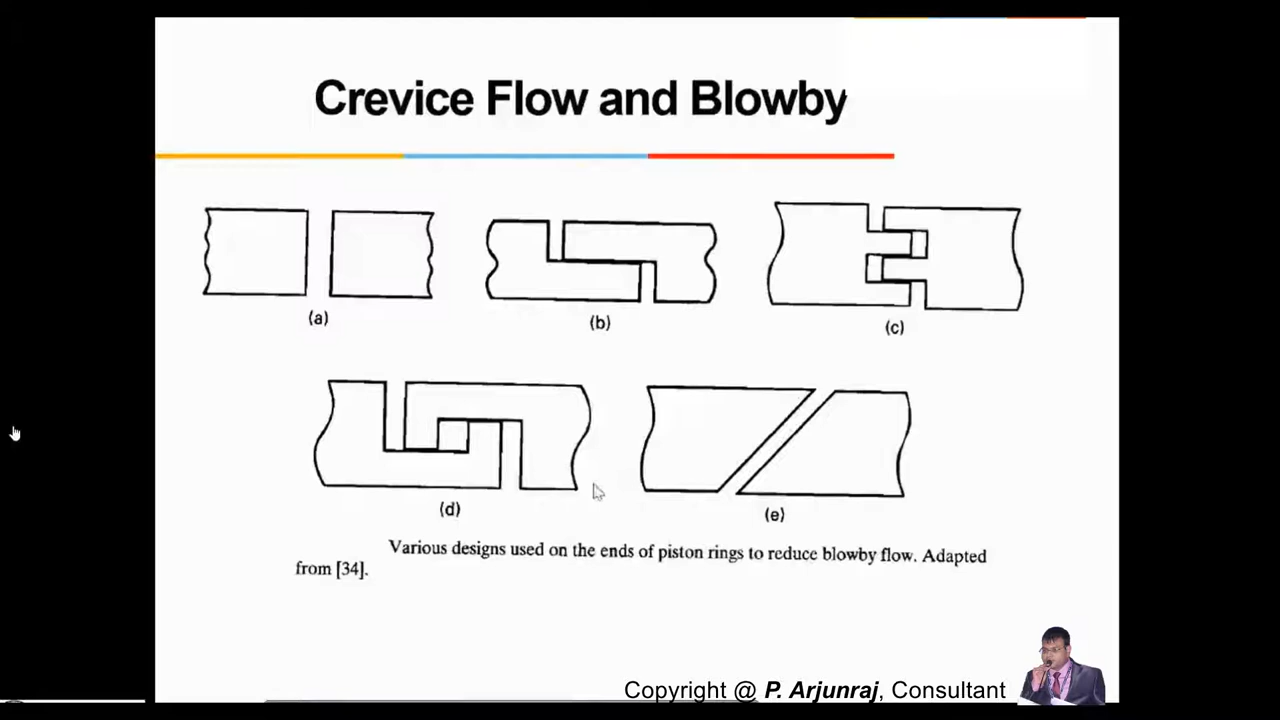 Crevice Flow and Blowby
(a)
(b)
(c)
(d)
(e)
Various designs used on the ends of piston rings to reduce blowby flow. Adapted
from [34].
Copyright @ P. Arjunraj, Consultant